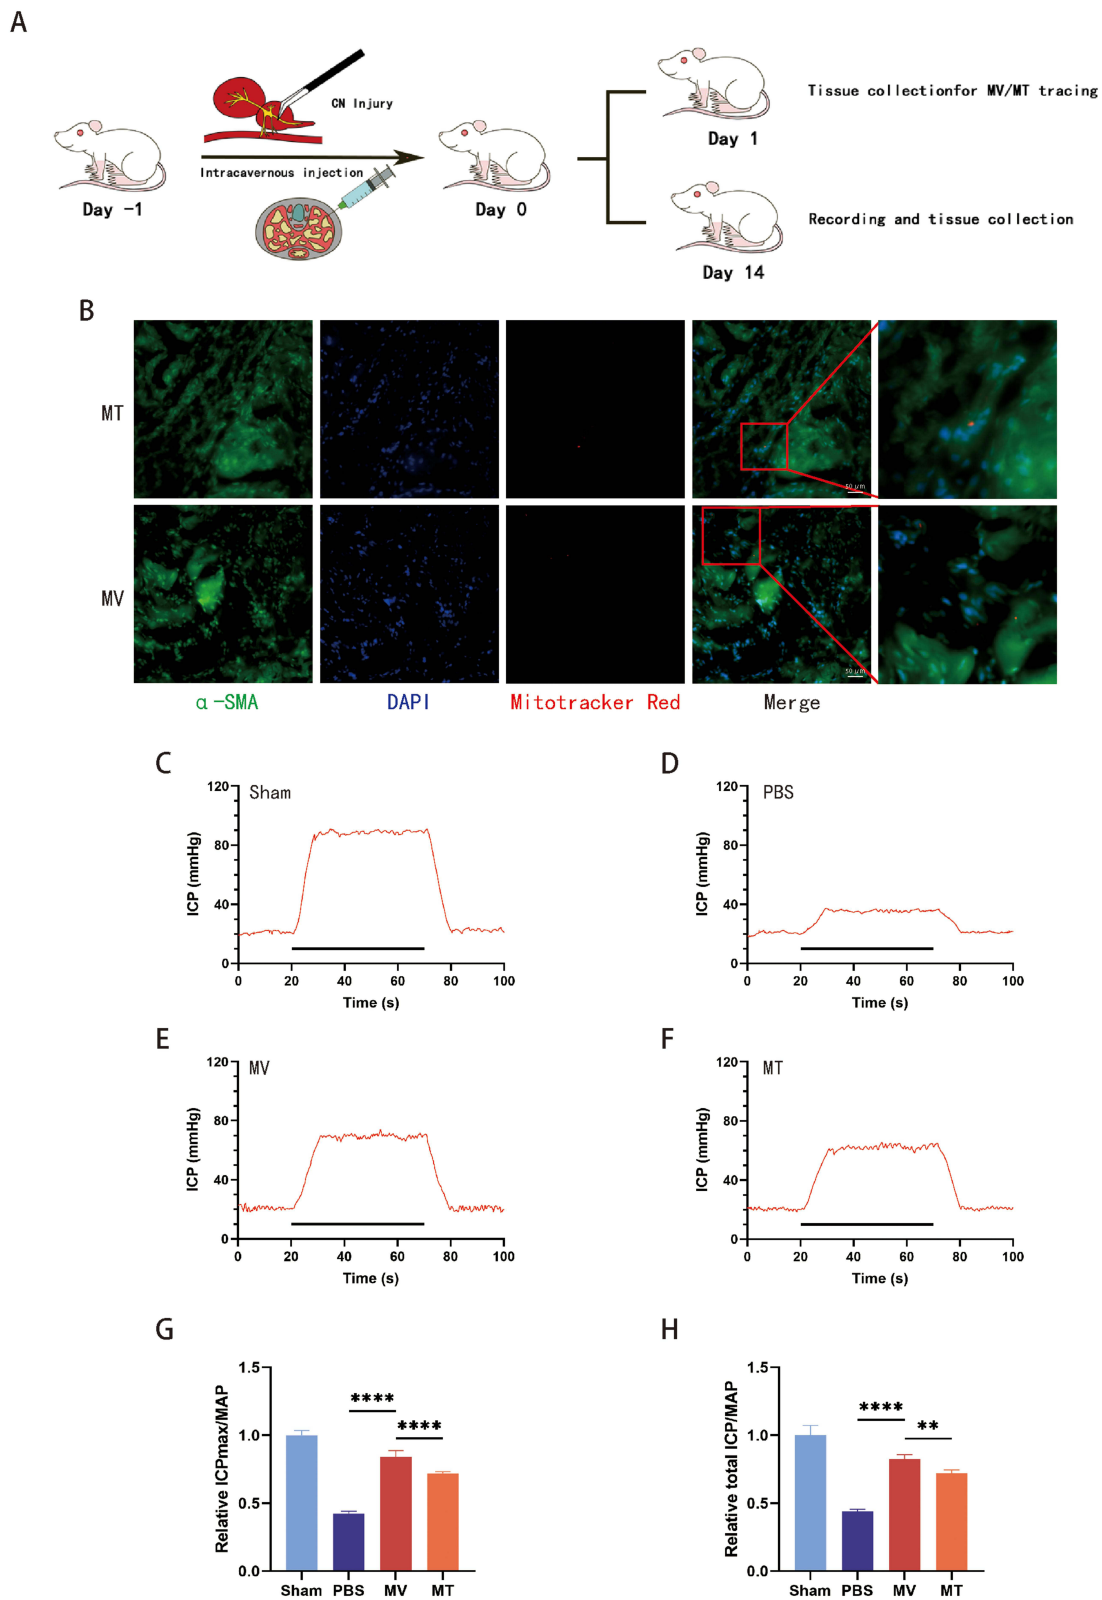 A
CN Injury
Intracavernous injection
Day -1
Day 0
Day 1
Tissue collectionfor MV/MT tracing
Day 14
Recording and tissue collection
B
MT
50 μm
MV
50 μm
α-SMA
DAPI
Mitotracker Red
Merge
C
Sham
ICP (mmHg)
120
80
40
0
0 20 40 60 80 100
Time (s)
D
PBS
ICP (mmHg)
120
80
40
0
0 20 40 60 80 100
Time (s)
E
MV
ICP (mmHg)
120
80
40
0
0 20 40 60 80 100
Time (s)
F
MT
ICP (mmHg)
120
80
40
0
0 20 40 60 80 100
Time (s)
G
Relative ICPmax/MAP
1.5
1.0
0.5
0.0
****
****
Sham PBS MV MT
H
Relative total ICP/MAP
1.5
1.0
0.5
0.0
****
**
Sham PBS MV MT